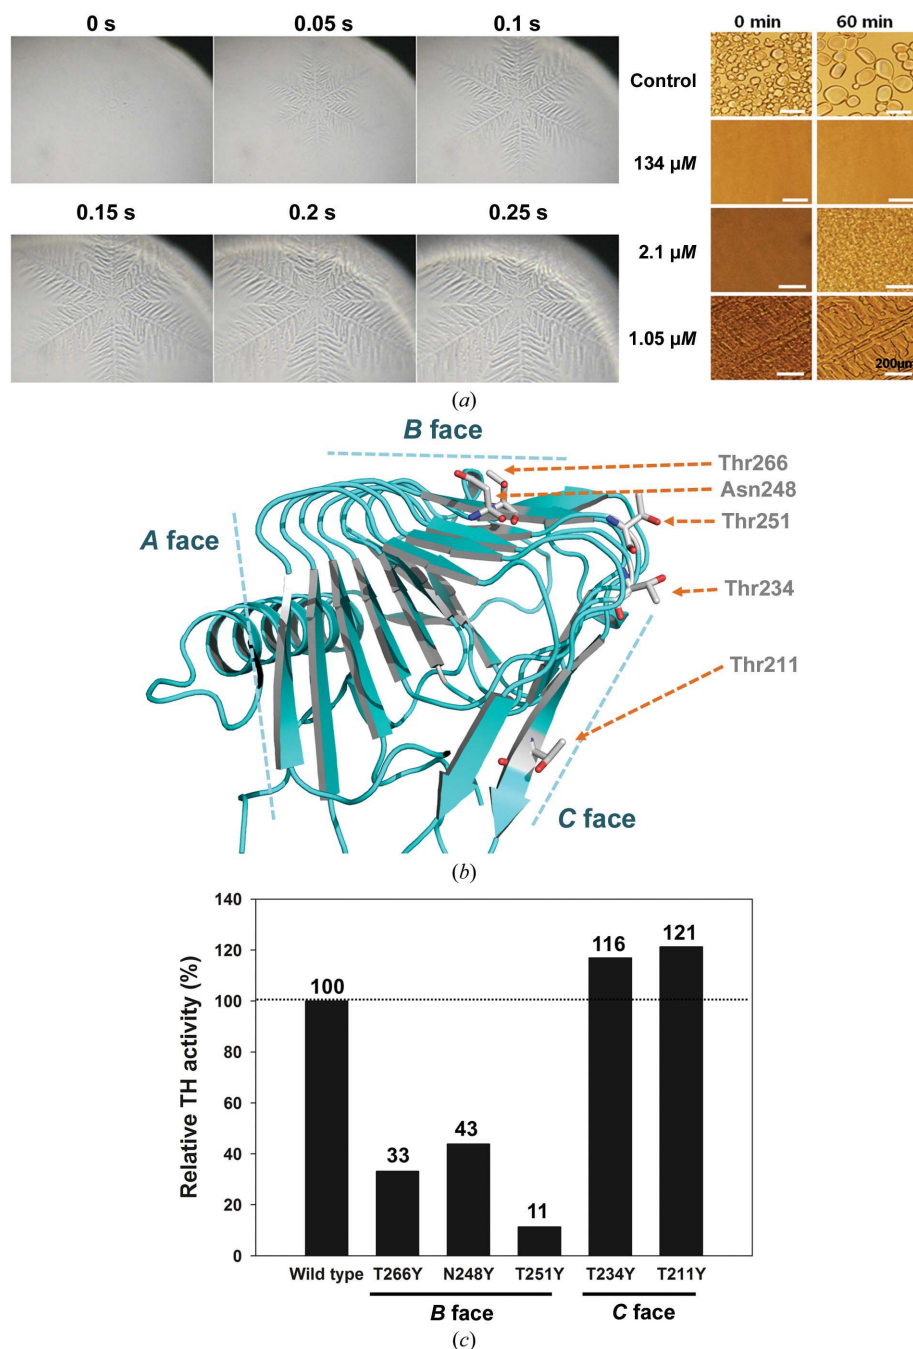 0 s 0.05 s 0.1 s
0 min 60 min
Control
134 μM
0.15 s 0.2 s 0.25 s
2.1 μM
1.05 μM
200μm
(a)
B face
Thr266
Asn248
Thr251
A face
Thr234
Thr211
C face
(b)
Relative TH activity (%)
140
120
100
80
60
40
20
0
100
33
43
11
116
121
Wild type T266Y N248Y T251Y T234Y T211Y
B face C face
(c)